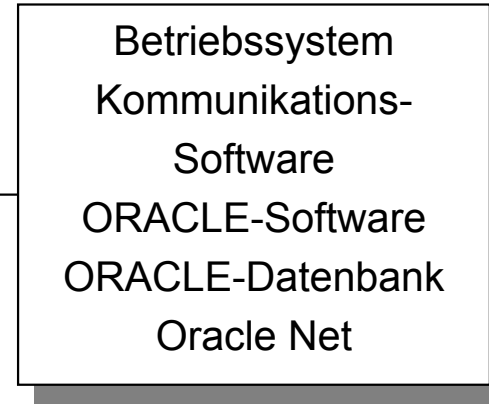 Betriebssystem
Kommunikations-
Software
ORACLE-Software
ORACLE-Datenbank
Oracle Net